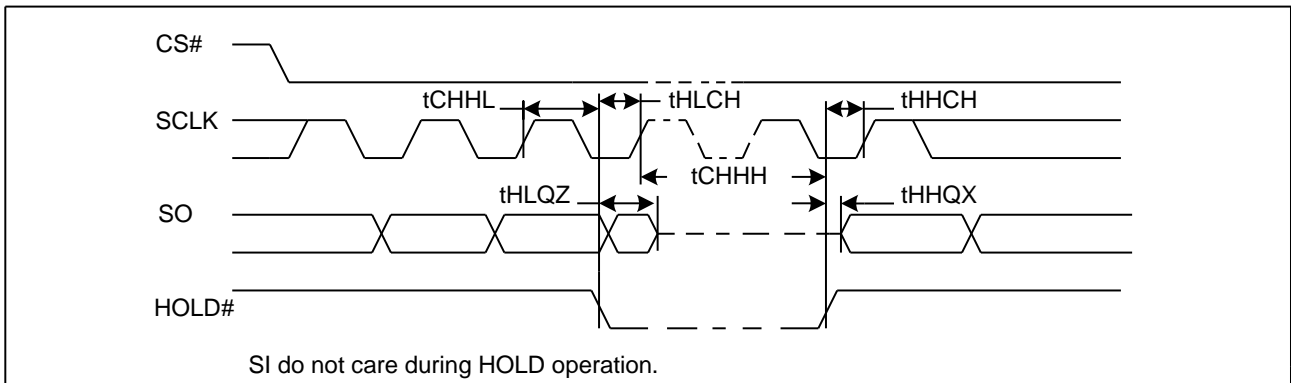 CS#
tCHHL
tHLCH
tHHCH
SCLK
tCHHH
tHLQZ
tHHQX
SO
HOLD#
SI do not care during HOLD operation.